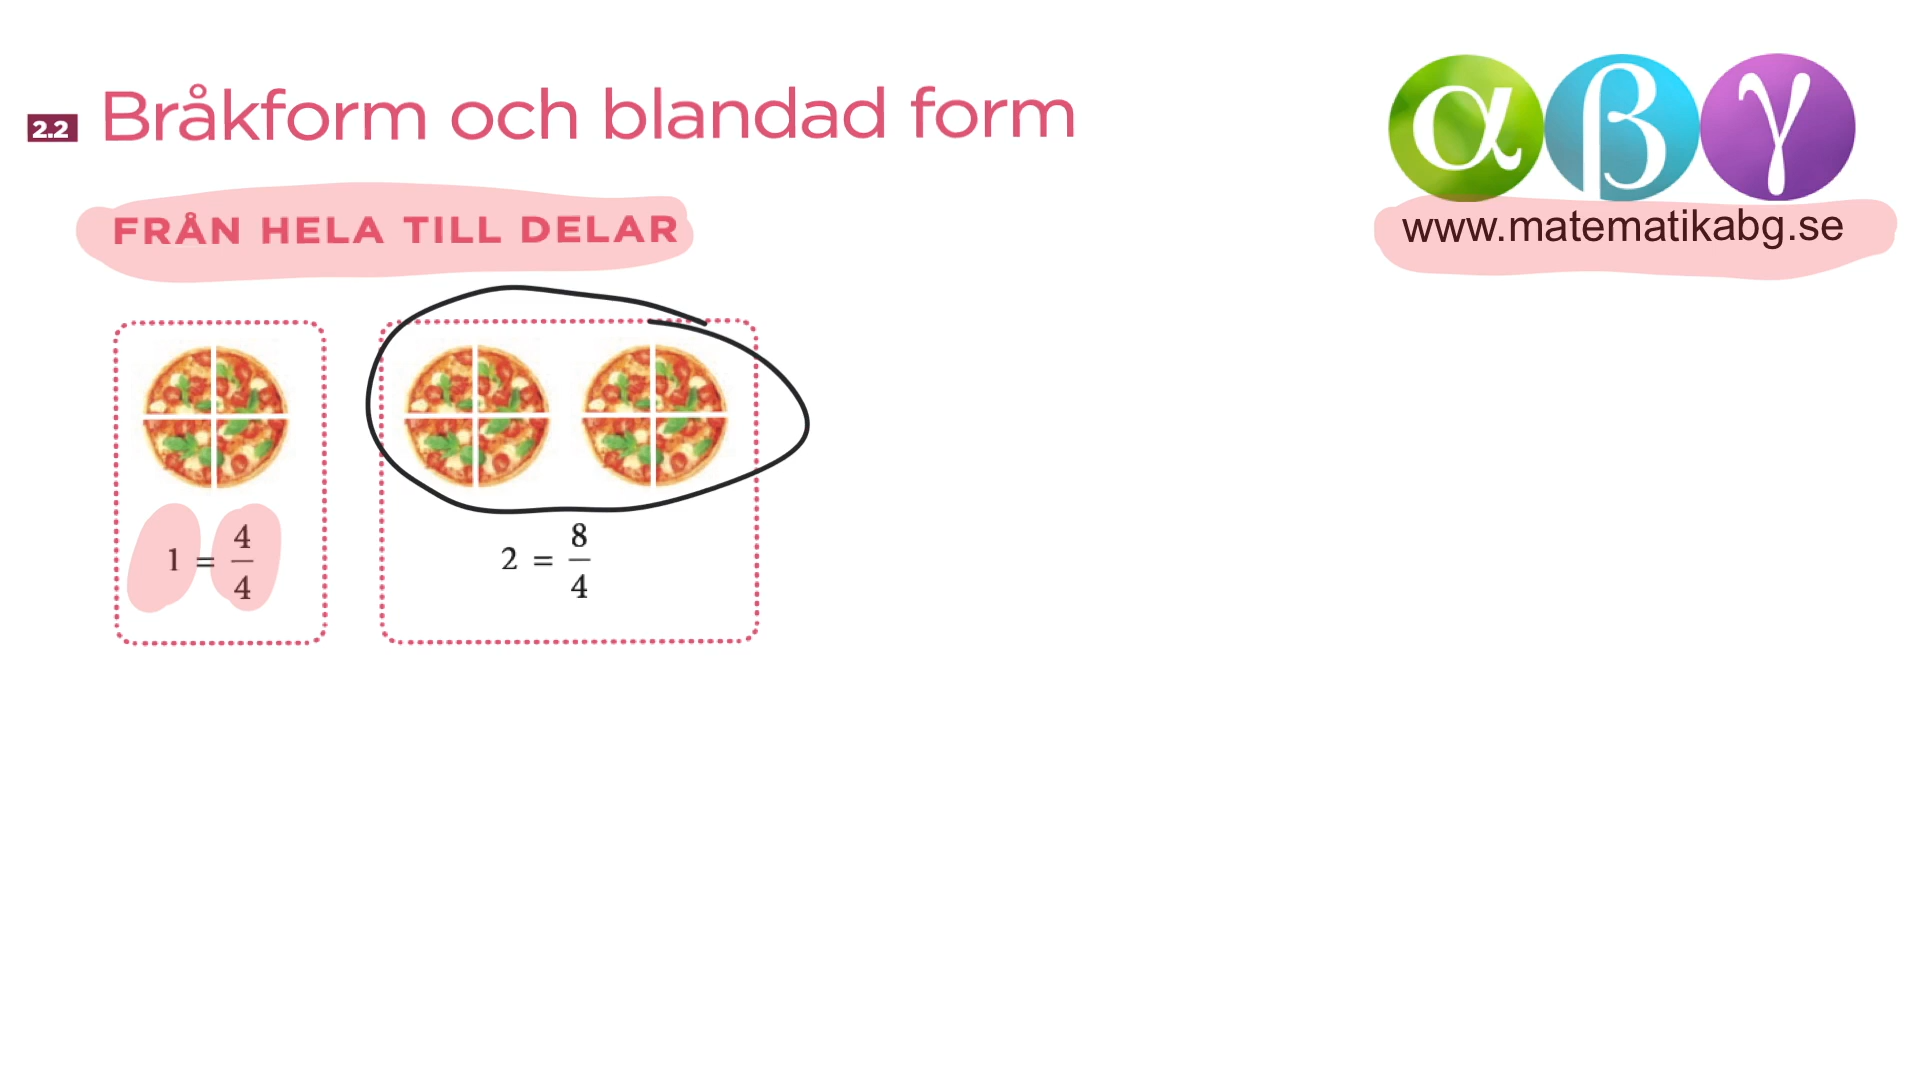 2.2 Bråkform och blandad form
αβγ
www.matematikabg.se
FRÅN HELA TILL DELAR
1 = 4/4
2 = 8/4